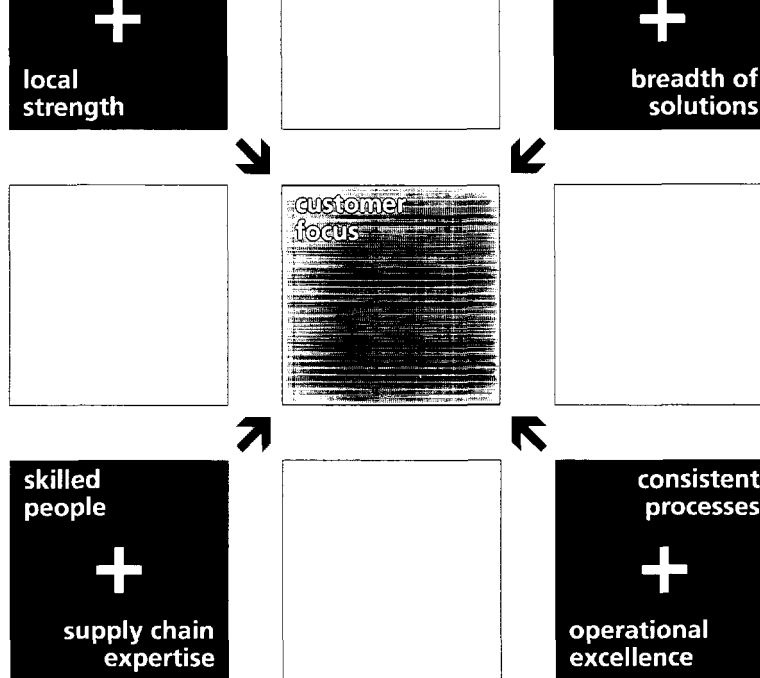 local
strength
breadth of
solutions
customer
focus
skilled
people
consistent
processes
supply chain
expertise
operational
excellence